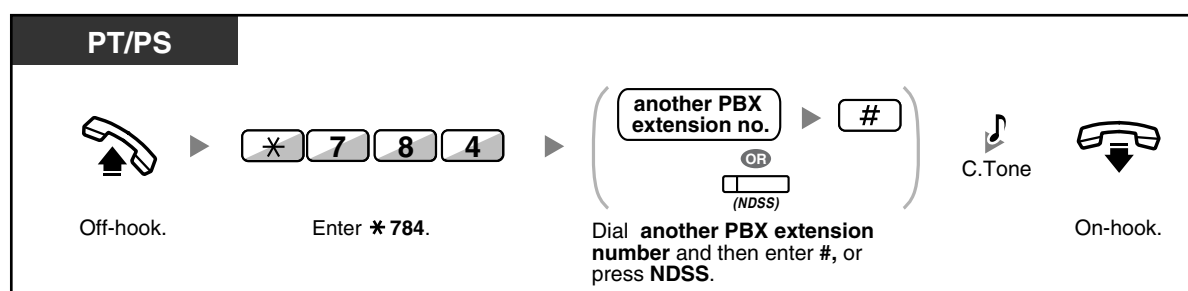 PT/PS
another PBX
extension no.
#
OR
(NDSS)
* 7 8 4
C.Tone
Off-hook.
Enter * 784.
Dial another PBX extension
number and then enter #, or
press NDSS.
On-hook.